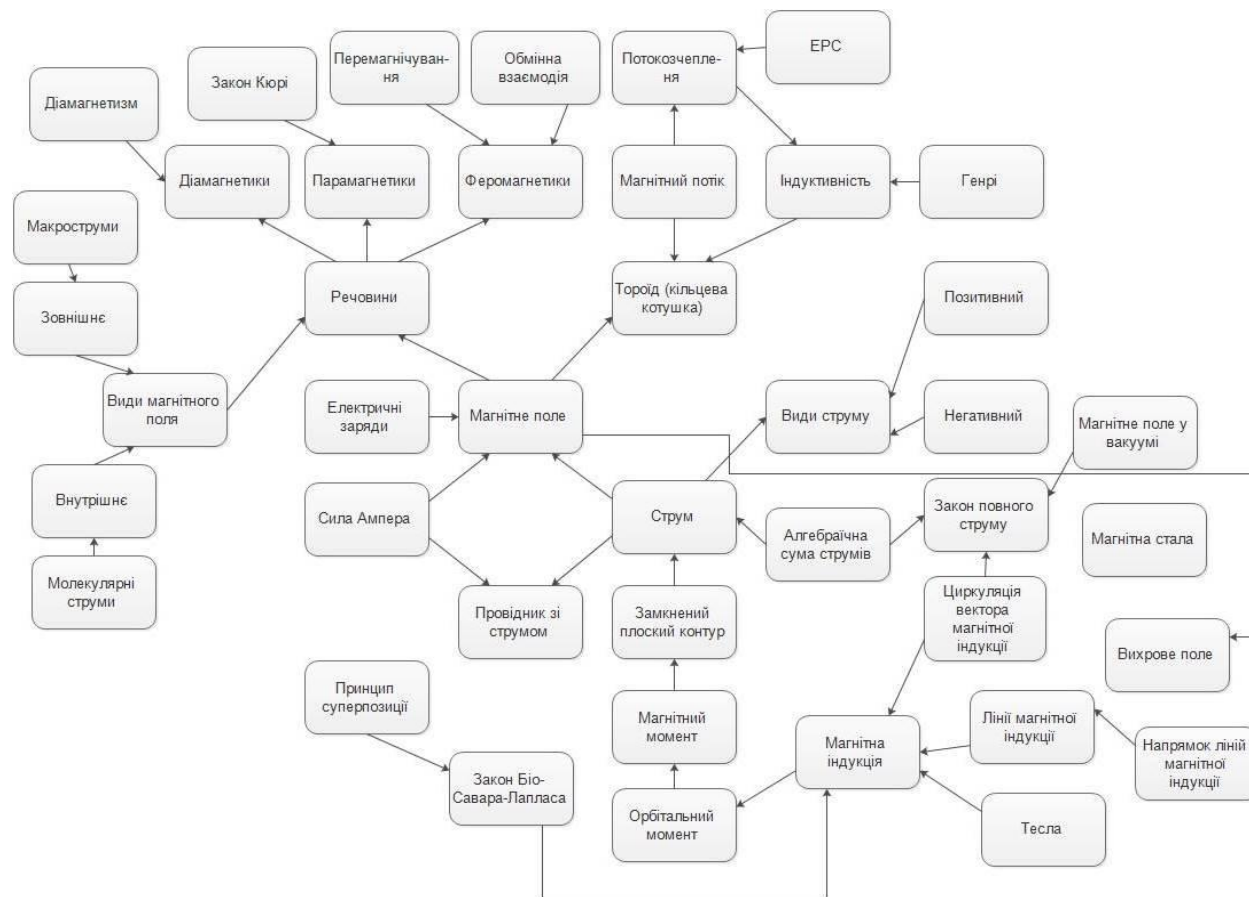 ЕРС
Перемагнічуван-
ня
Обмінна
взаємодія
Потокозчепле-
ння
Закон Кюрі
Діамагнетизм
Діамагнетики
Парамагнетики
Феромагнетики
Магнітний потік
Індуктивність
Генрі
Макроструми
Речовини
Тороїд (кільцева
котушка)
Позитивний
Зовнішнє
Види магнітного
поля
Електричні
заряди
Магнітне поле
Види струму
Негативний
Магнітне поле у
вакуумі
Внутрішнє
Сила Ампера
Струм
Алгебраїчна
сума струмів
Закон повного
струму
Магнітна стала
Молекулярні
струми
Провідник зі
струмом
Замкнений
плоский контур
Циркуляція
вектора
магнітної
індукції
Вихрове поле
Принцип
суперпозиції
Магнітний
момент
Магнітна
індукція
Лінії магнітної
індукції
Напрямок ліній
магнітної
індукції
Закон Біо-
Савара-Лапласа
Орбітальний
момент
Тесла